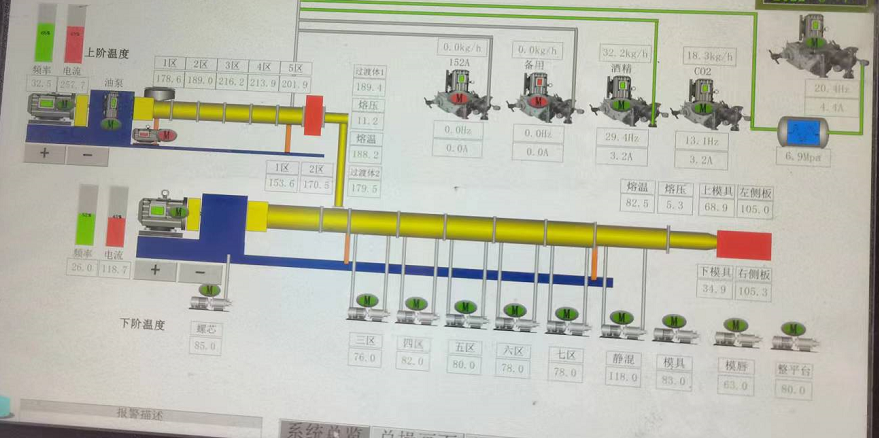 上阶温度
频率 电流
32.5 257.7
油泵
1区 2区 3区 4区 5区
178.6 189.0 216.2 213.9 201.9
过渡体1
189.4
熔压
11.2
熔温
188.2
过渡体2
179.5
0.0kg/h
152A
M
0.0Hz
0.0A
0.0kg/h
备用
M
0.0Hz
0.0A
32.2kg/h
酒精
M
29.4Hz
3.2A
18.3kg/h
CO2
M
13.1Hz
3.2A
M
20.4Hz
4.4A
6.9Mpa
M
M
M
+ −
1区 2区
153.6 170.5
熔温 熔压 上模具 左侧板
82.5 5.3 68.9 105.0
下模具 右侧板
34.9 105.3
M
频率 电流
26.0 118.7
+ −
下阶温度
M
螺芯
85.0
M M M M M M M M M
三区 四区 五区 六区 七区 静混 模具 模唇 整平台
76.0 82.0 80.0 78.0 78.0 118.0 83.0 63.0 80.0
报警描述
系统总览